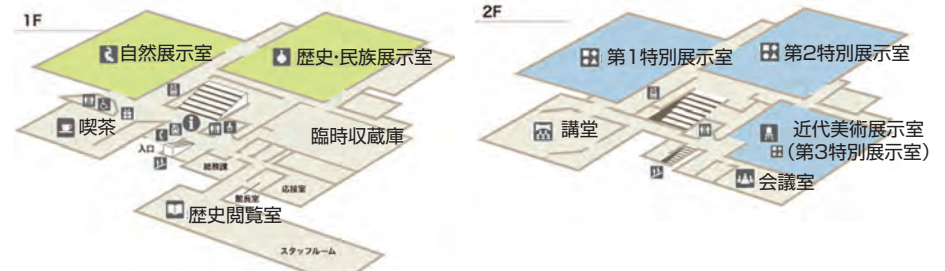 1F
自然展示室
歴史・民族展示室
喫茶
臨時収蔵庫
入口
総務課
応接室
館長室
歴史閲覧室
スタッフルーム
2F
第1特別展示室
第2特別展示室
講堂
近代美術展示室
(第3特別展示室)
会議室